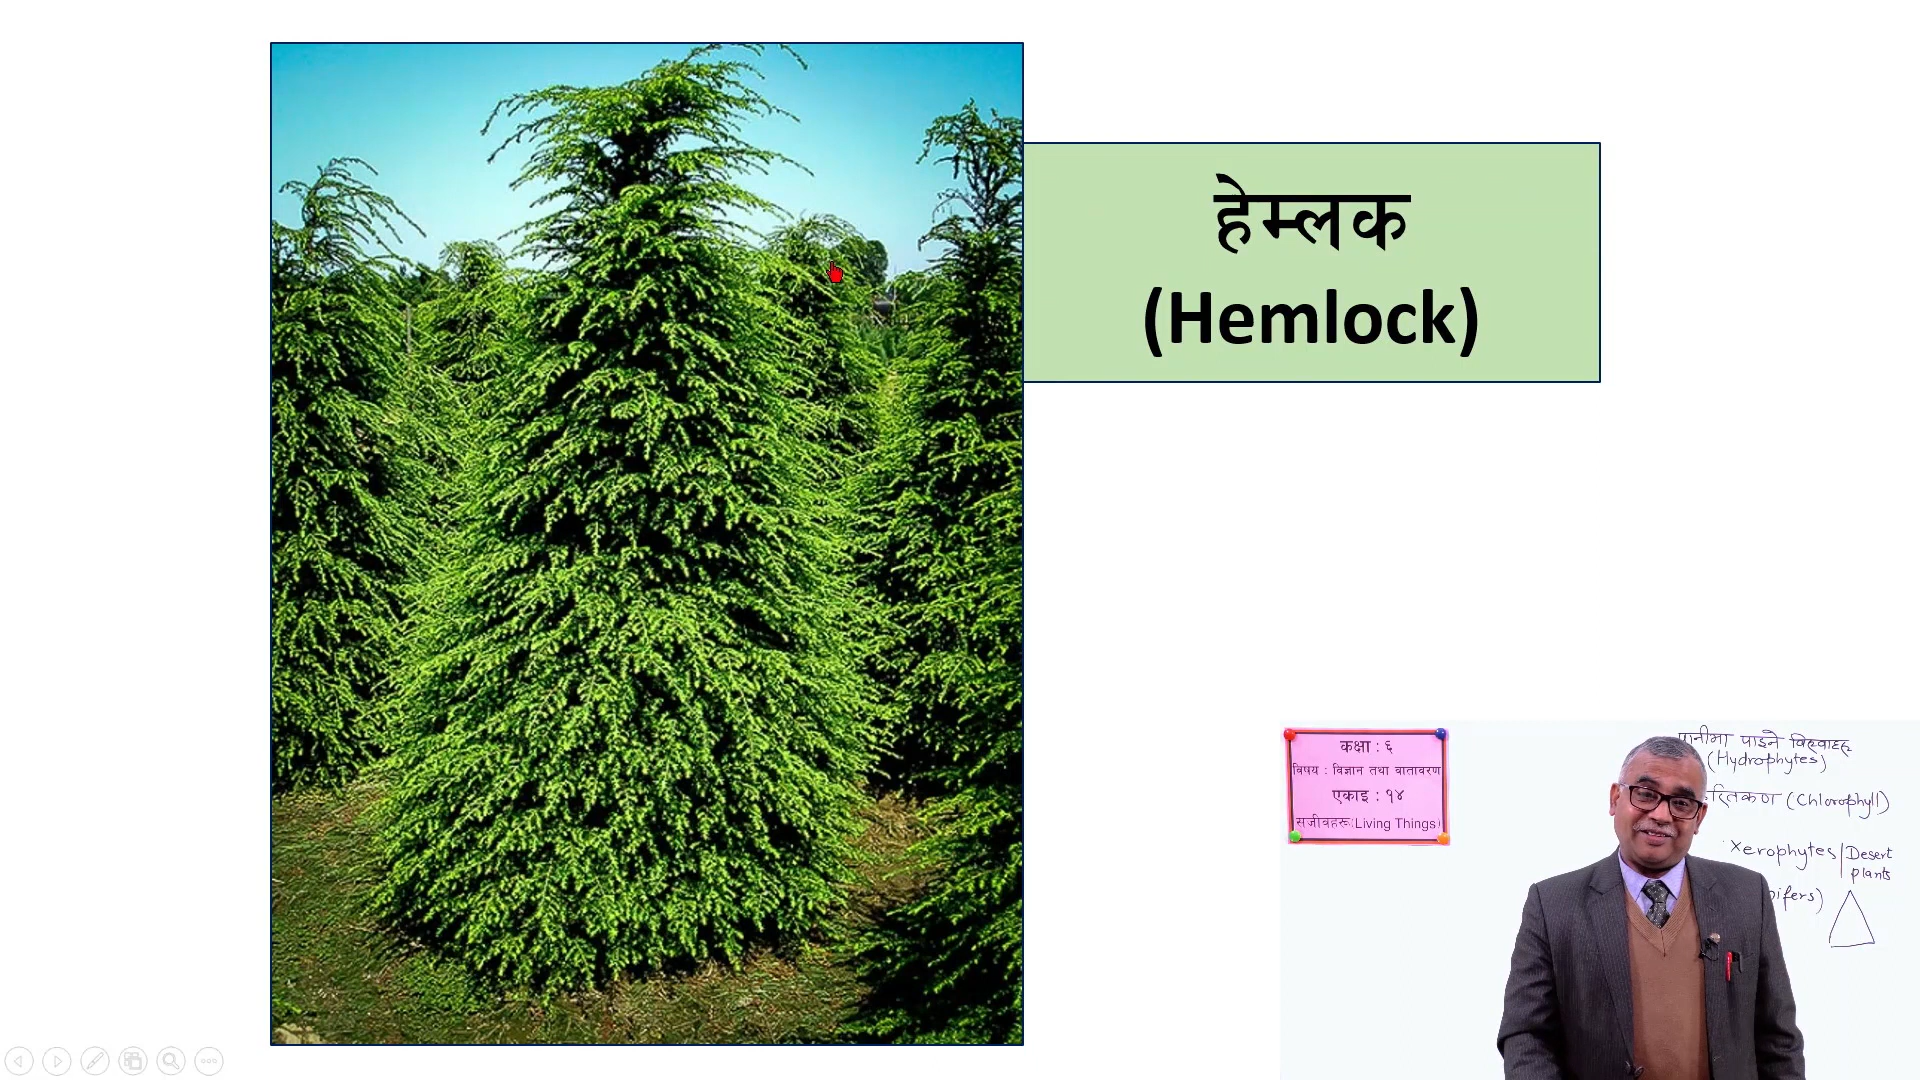 हेम्लक
(Hemlock)
कक्षा : ६
विषय : विज्ञान तथा वातावरण
एकाइ : १४
सजीवहरू(Living Things)
पानीमा पाइने
(Hydrophytes)
(Chlorophyll)
Xerophytes/Desert
plants
ifers)